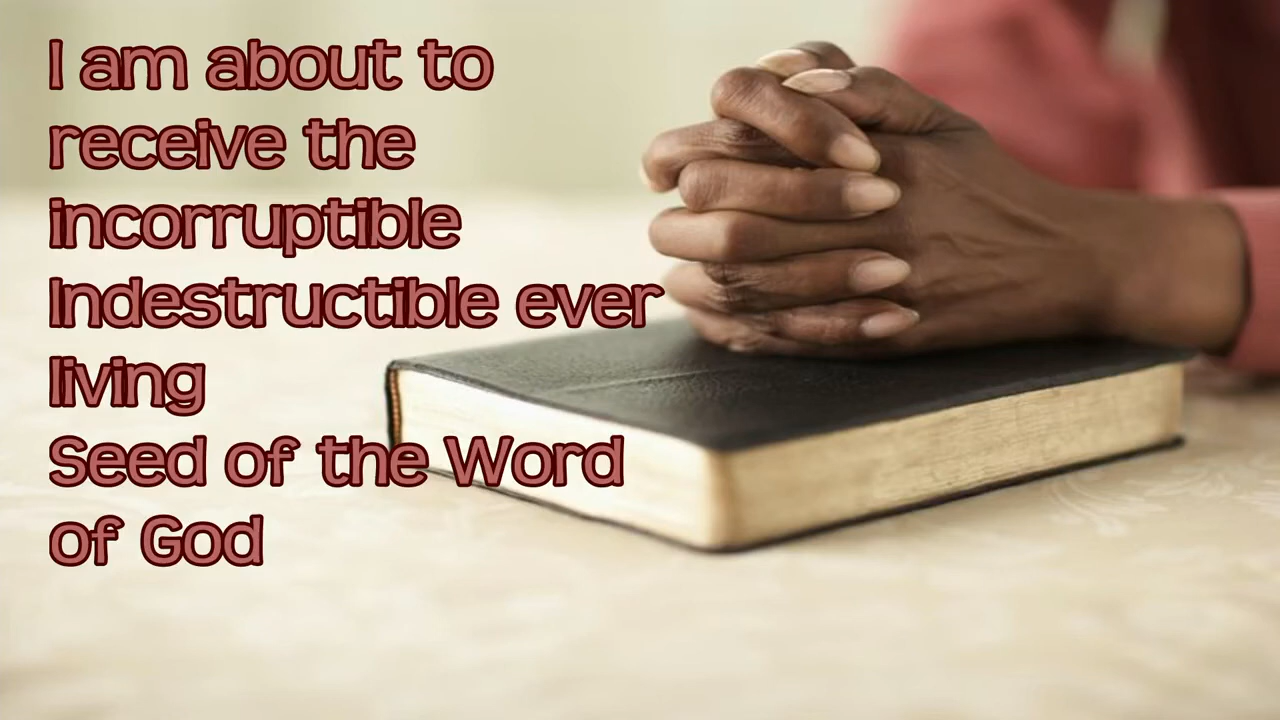 I am about to
receive the
incorruptible
Indestructible ever
living
Seed of the Word
of God